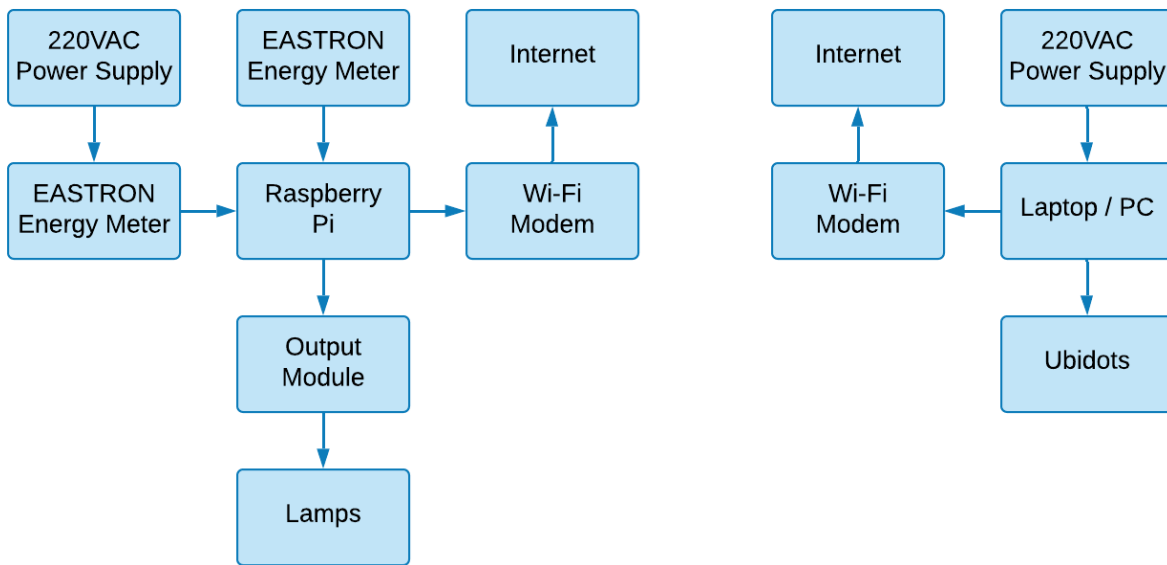 220VAC
Power Supply
EASTRON
Energy Meter
Internet
Internet
220VAC
Power Supply
EASTRON
Energy Meter
Raspberry
Pi
Wi-Fi
Modem
Wi-Fi
Modem
Laptop / PC
Output
Module
Ubidots
Lamps